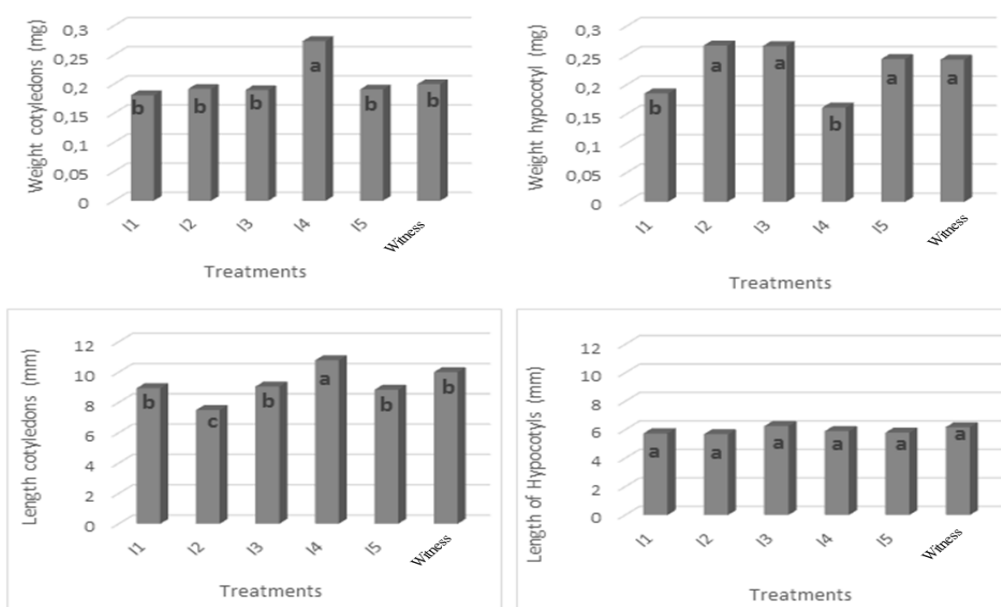 Weight cotyledons (mg)
0,3
0,25
0,2
0,15
0,1
0,05
0
b
b
b
a
b
b
I1
I2
I3
I4
I5
Witness
Treatments
Weight hypocotyl (mg)
0,3
0,25
0,2
0,15
0,1
0,05
0
b
a
a
b
a
a
I1
I2
I3
I4
I5
Witness
Treatments
Length cotyledons (mm)
12
10
8
6
4
2
0
b
c
b
a
b
b
I1
I2
I3
I4
I5
Witness
Treatments
Length of Hypocotyls (mm)
12
10
8
6
4
2
0
a
a
a
a
a
a
I1
I2
I3
I4
I5
Witness
Treatments